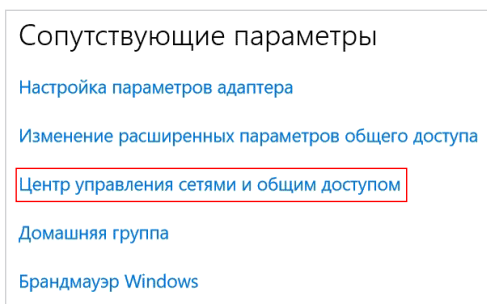 Сопутствующие параметры
Настройка параметров адаптера
Изменение расширенных параметров общего доступа
Центр управления сетями и общим доступом
Домашняя группа
Брандмауэр Windows